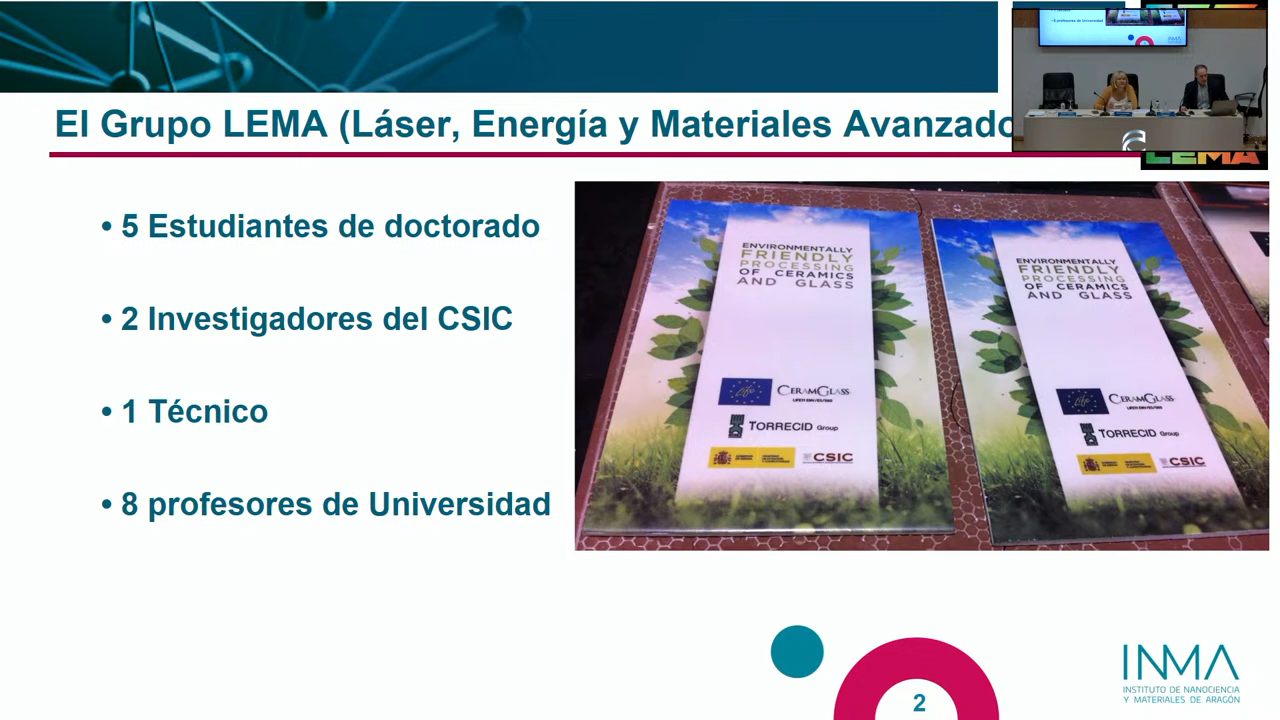 El Grupo LEMA (Láser, Energía y Materiales Avanzado
LEMA
• 5 Estudiantes de doctorado
• 2 Investigadores del CSIC
• 1 Técnico
• 8 profesores de Universidad
ENVIRONMENTALLY
FRIENDLY
PROCESSING
OF CERAMICS
AND GLASS
Life
CERAMGLASS
TORRECID Group
CSIC
ENVIRONMENTALLY
FRIENDLY
PROCESSING
OF CERAMICS
AND GLASS
Life
CERAMGLASS
TORRECID Group
CSIC
2
INMA
INSTITUTO DE NANOCIENCIA
Y MATERIALES DE ARAGÓN